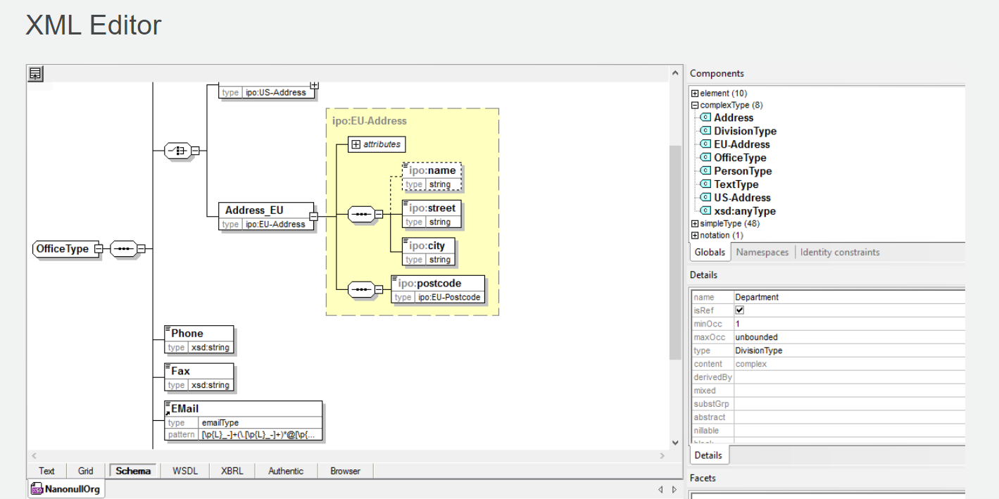 XML Editor
type ipo:US-Address
ipo:EU-Address
attributes
ipo:name
type string
Address_EU
type ipo:EU-Address
ipo:street
type string
OfficeType
ipo:city
type string
ipo:postcode
type ipo:EU-Postcode
Phone
type xsd:string
Fax
type xsd:string
EMail
type emailType
pattern [\p{L}_-]+(\.[\p{L}_-]+)*@[\p{...
Text Grid Schema WSDL XBRL Authentic Browser
NanonullOrg
Components
element (10)
complexType (8)
Address
DivisionType
EU-Address
OfficeType
PersonType
TextType
US-Address
xsd:anyType
simpleType (48)
notation (1)
Globals Namespaces Identity constraints
Details
name Department
isRef
minOcc 1
maxOcc unbounded
type DivisionType
content complex
derivedBy
mixed
substGrp
abstract
nillable
Details
Facets